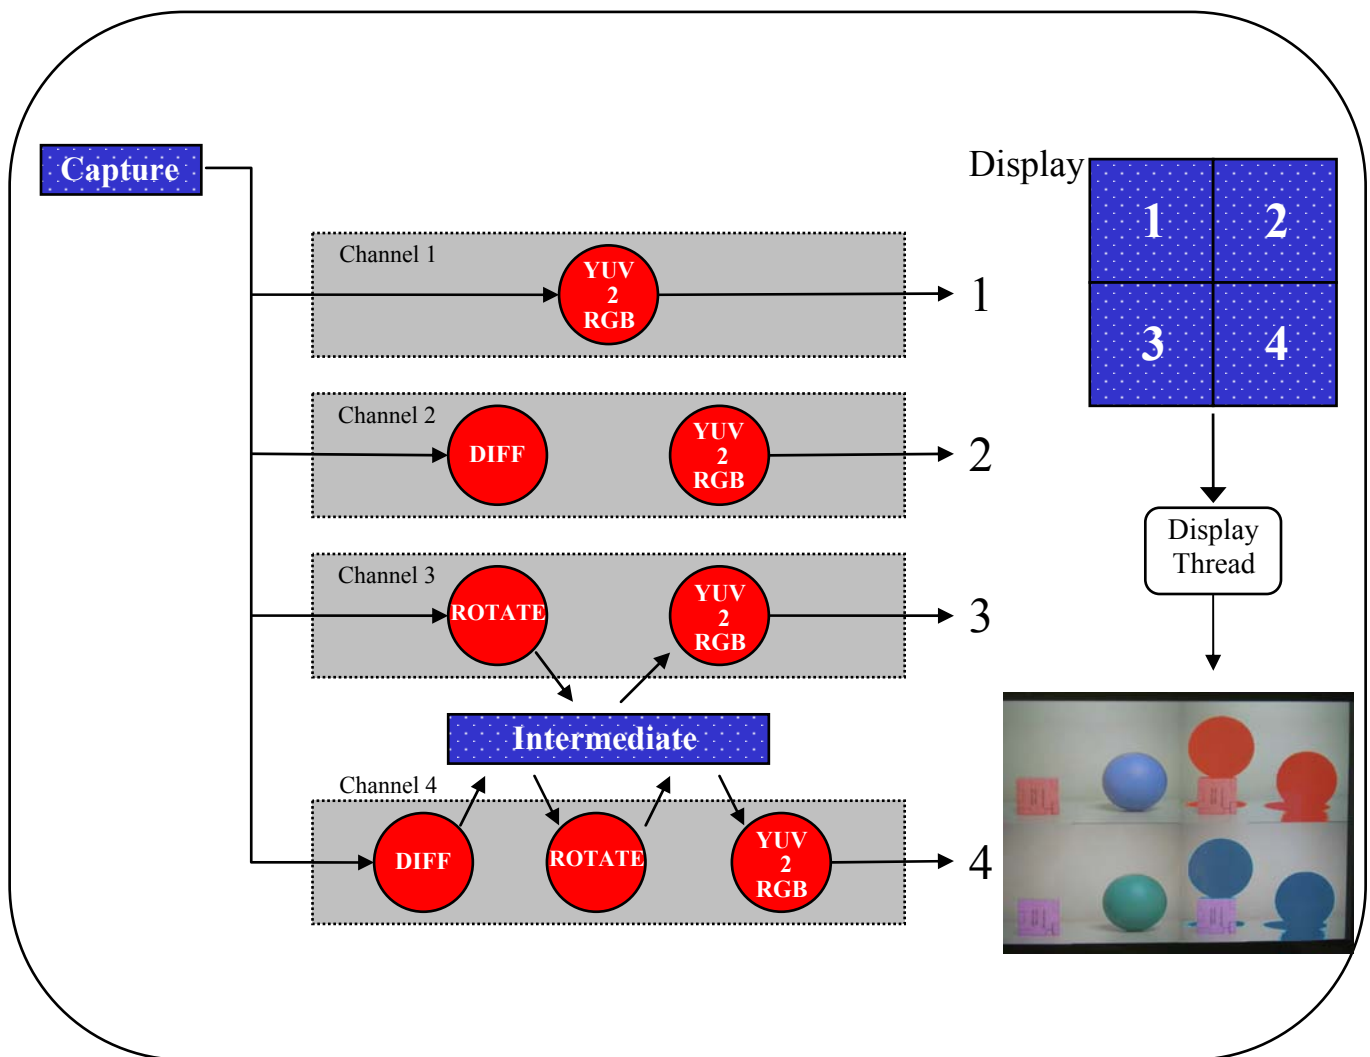 Capture
Display
1
2
3
4
Channel 1
YUV
2
RGB
1
Channel 2
DIFF
YUV
2
RGB
2
Display
Thread
Channel 3
ROTATE
YUV
2
RGB
3
Intermediate
Channel 4
DIFF
ROTATE
YUV
2
RGB
4